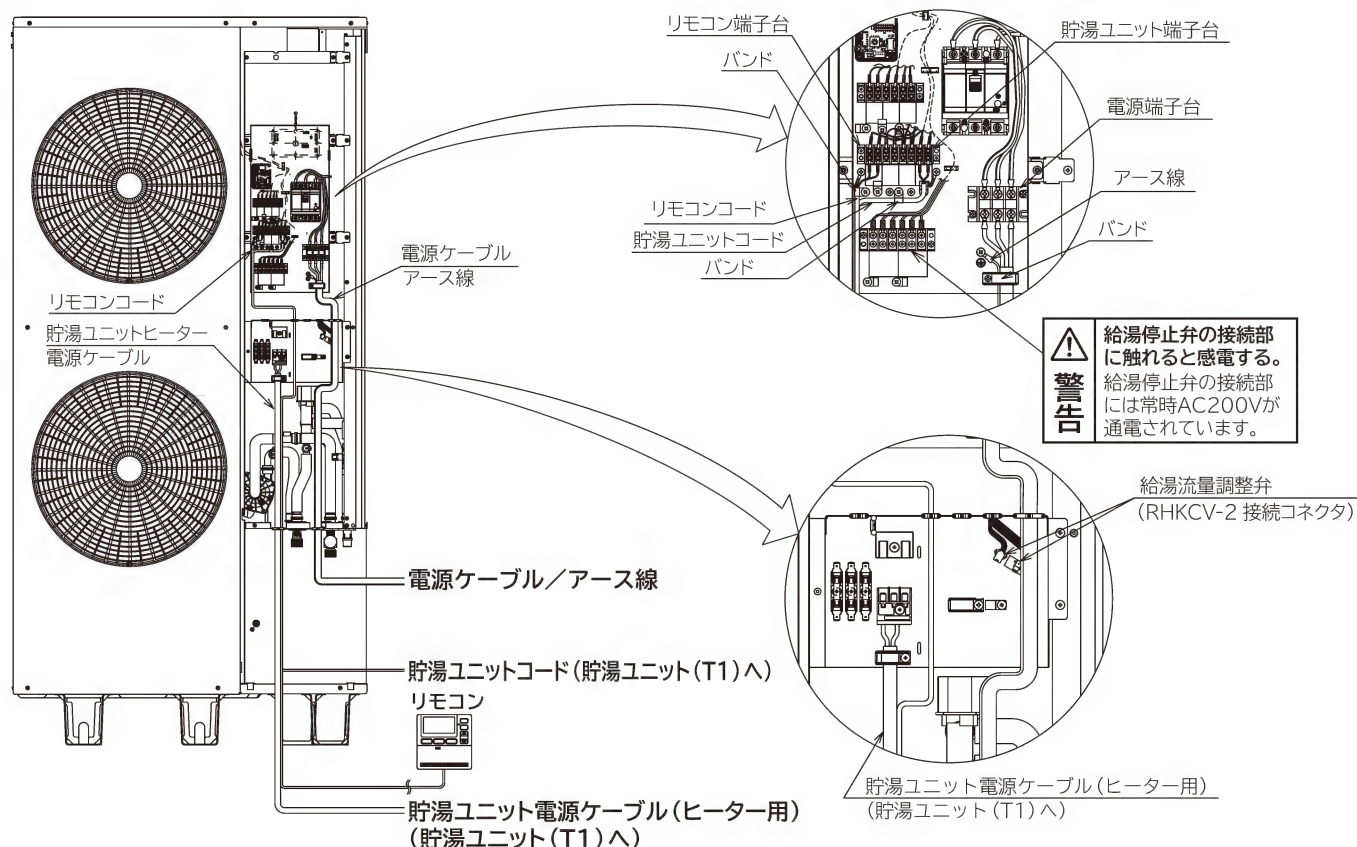 リモコン端子台
バンド
貯湯ユニット端子台
電源端子台
アース線
バンド
リモコンコード
貯湯ユニットコード
バンド
電源ケーブル
アース線
リモコンコード
貯湯ユニットヒーター
電源ケーブル
警告
給湯停止弁の接続部
に触れると感電する。
給湯停止弁の接続部
には常時AC200Vが
通電されています。
給湯流量調整弁
(RHKCV-2 接続コネクタ)
電源ケーブル／アース線
貯湯ユニットコード(貯湯ユニット(T1)へ)
リモコン
貯湯ユニット電源ケーブル(ヒーター用)
(貯湯ユニット(T1)へ)
貯湯ユニット電源ケーブル(ヒーター用)
(貯湯ユニット(T1)へ)